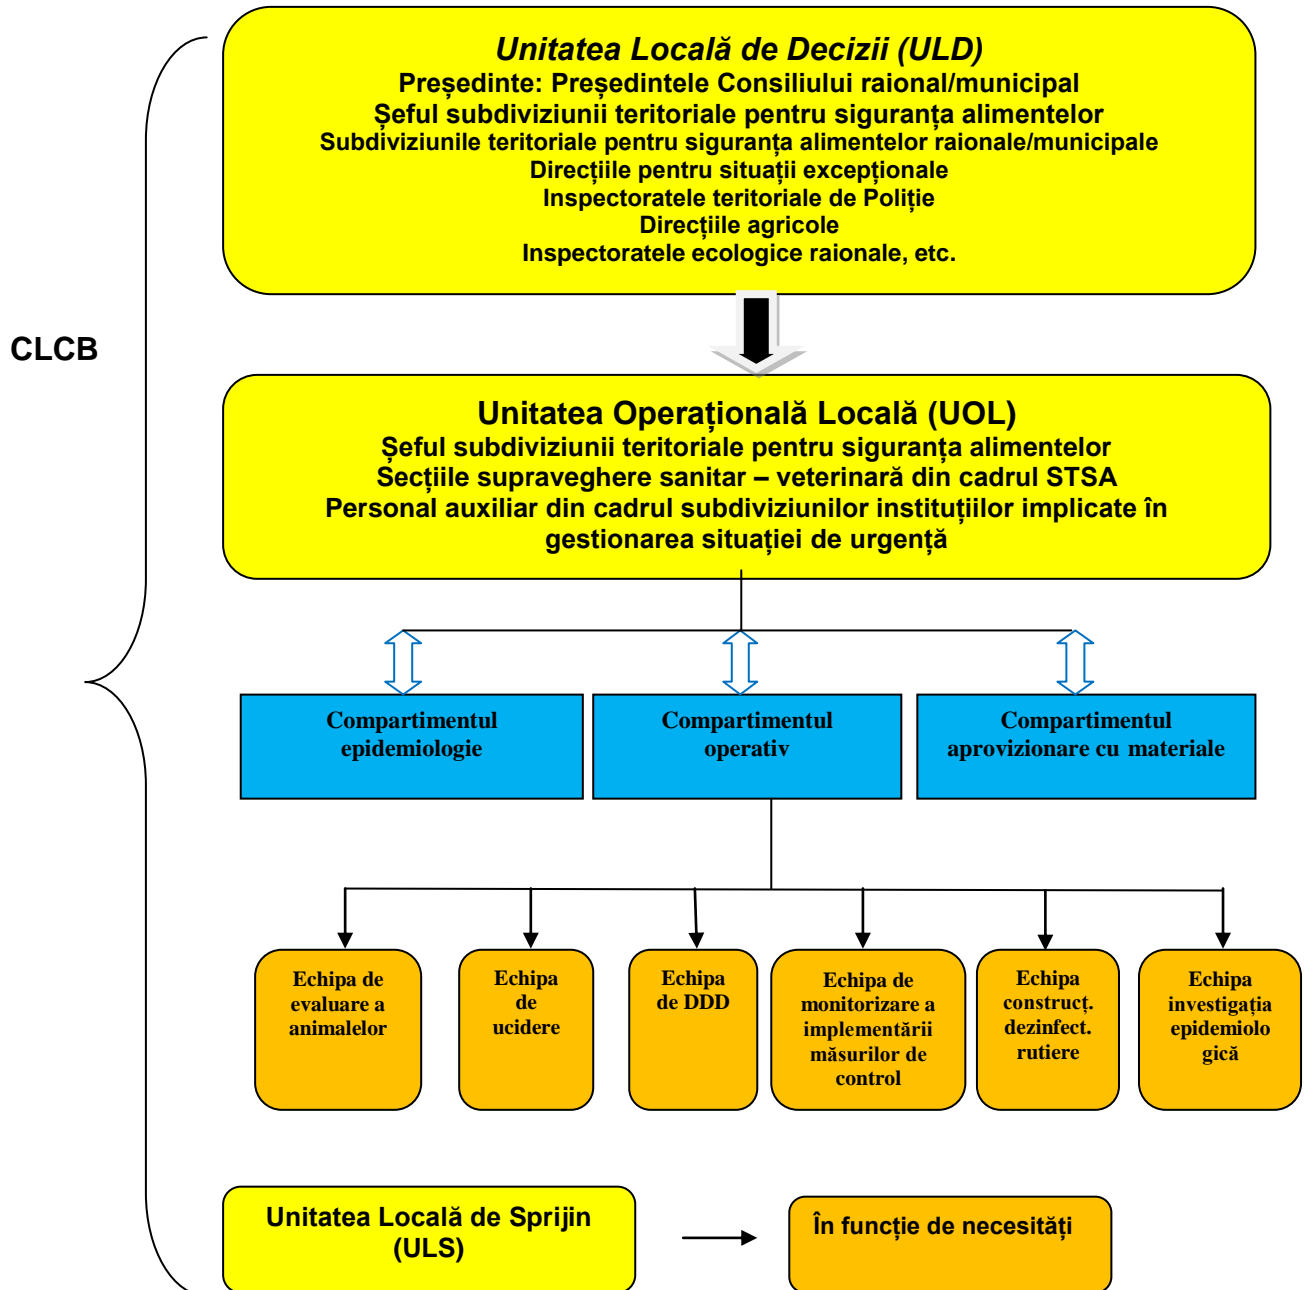 Unitatea Locală de Decizii (ULD)
Președinte: Președintele Consiliului raional/municipal
Șeful subdiviziunii teritoriale pentru siguranța alimentelor
Subdiviziunile teritoriale pentru siguranța alimentelor raionale/municipale
Direcțiile pentru situații excepționale
Inspectoratele teritoriale de Poliție
Direcțiile agricole
Inspectoratele ecologice raionale, etc.
CLCB
Unitatea Operațională Locală (UOL)
Șeful subdiviziunii teritoriale pentru siguranța alimentelor
Secțiile supraveghere sanitar – veterinară din cadrul STSA
Personal auxiliar din cadrul subdiviziunilor instituțiilor implicate în
gestionarea situației de urgență
Compartimentul
epidemiologie
Compartimentul
operativ
Compartimentul
aprovizionare cu materiale
Echipa de
evaluare a
animalelor
Echipa
de
ucidere
Echipa
de DDD
Echipa de
monitorizare a
implementării
măsurilor de
control
Echipa
construcț.
dezinfect.
rutiere
Echipa
investigația
epidemiolo
gică
Unitatea Locală de Sprijin
(ULS)
În funcție de necesități